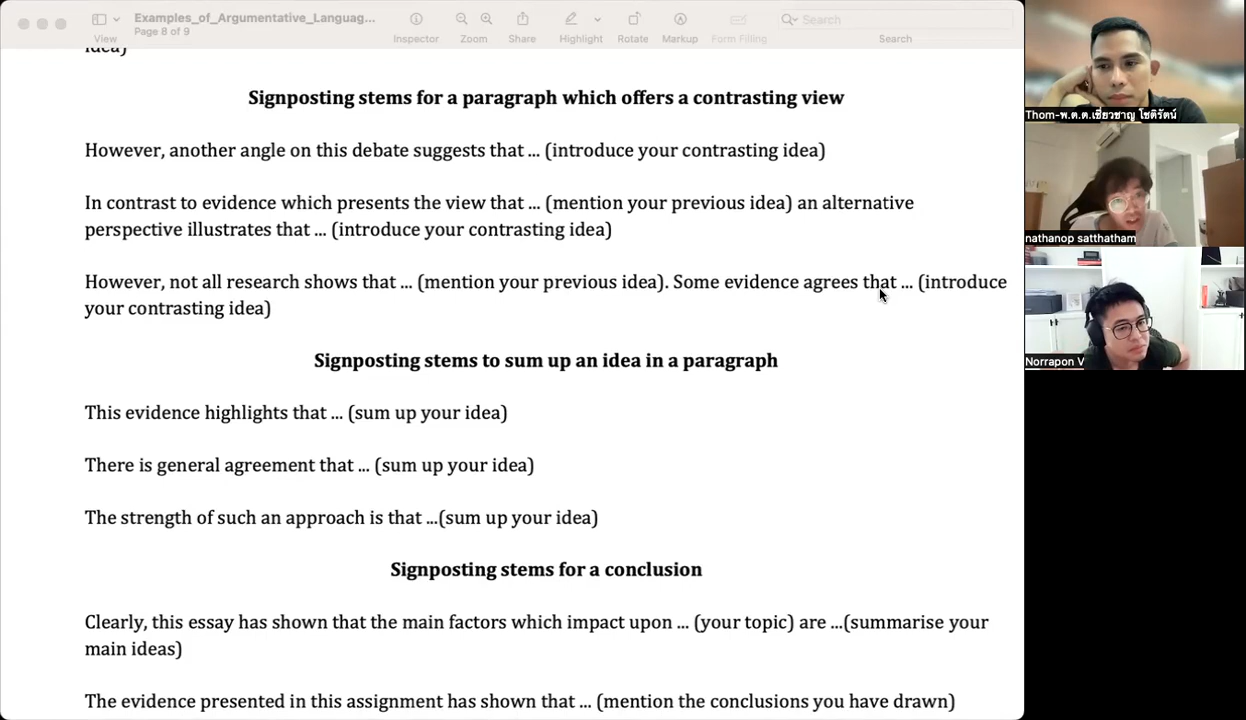 Examples_of_Argumentative_Languag...
Page 8 of 9
View
Inspector
Zoom
Share
Highlight
Rotate
Markup
Form Filling
Search
Search
idea)
Signposting stems for a paragraph which offers a contrasting view
However, another angle on this debate suggests that ... (introduce your contrasting idea)
In contrast to evidence which presents the view that ... (mention your previous idea) an alternative
perspective illustrates that ... (introduce your contrasting idea)
However, not all research shows that ... (mention your previous idea). Some evidence agrees that ... (introduce
your contrasting idea)
Signposting stems to sum up an idea in a paragraph
This evidence highlights that ... (sum up your idea)
There is general agreement that ... (sum up your idea)
The strength of such an approach is that ...(sum up your idea)
Signposting stems for a conclusion
Clearly, this essay has shown that the main factors which impact upon ... (your topic) are ...(summarise your
main ideas)
The evidence presented in this assignment has shown that ... (mention the conclusions you have drawn)
Thom-พ.ต.ต.เชี่ยวชาญ โชติรัตน์
nathanop satthatham
Norrapon V